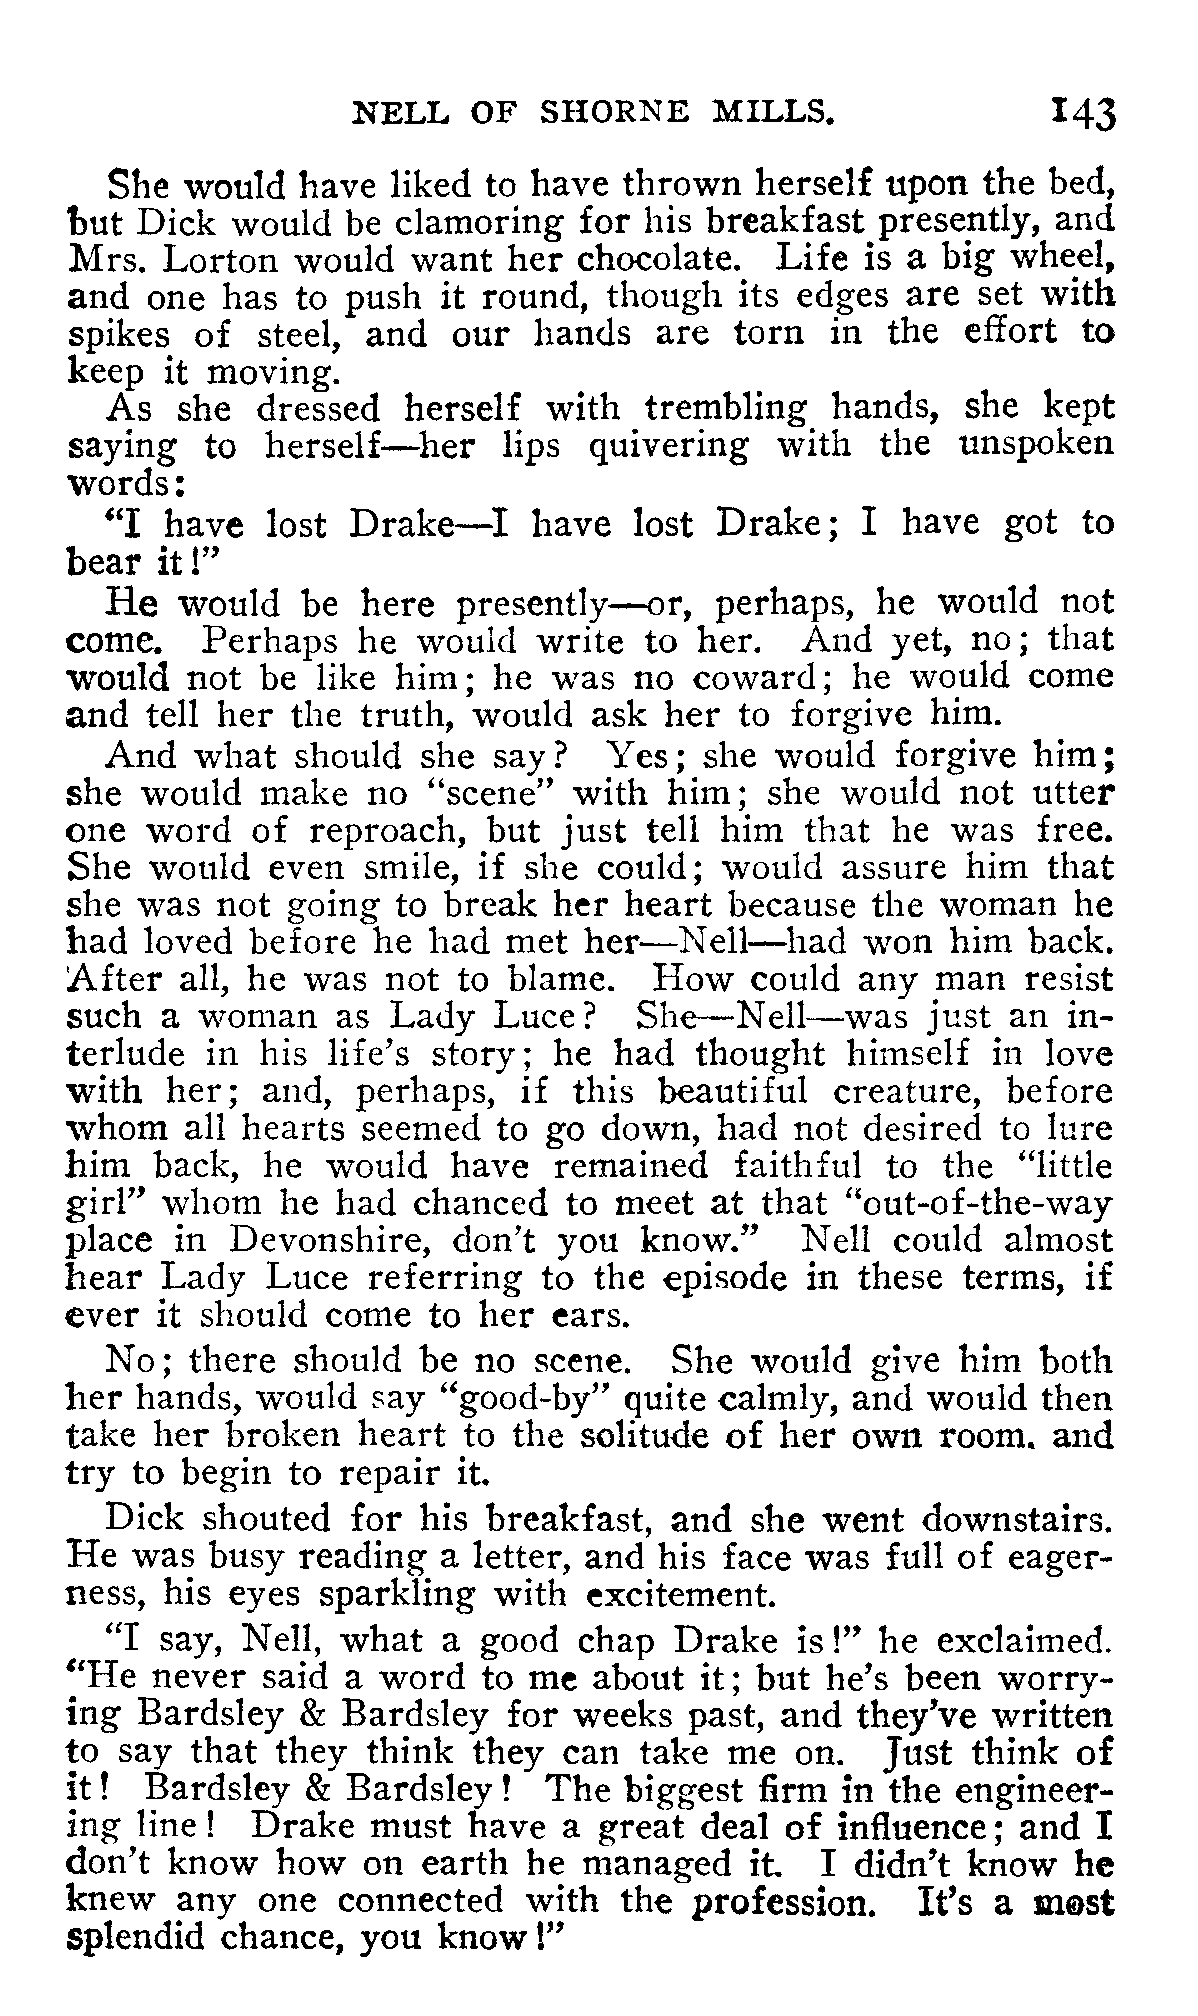 NELL OF SHORNE MILLS. 143
She would have liked to have thrown herself upon the bed,
but Dick would be clamoring for his breakfast presently, and
Mrs. Lorton would want her chocolate. Life is a big wheel,
and one has to push it round, though its edges are set with
spikes of steel, and our hands are torn in the effort to
keep it moving.
As she dressed herself with trembling hands, she kept
saying to herself—her lips quivering with the unspoken
words:
"I have lost Drake—I have lost Drake; I have got to
bear it!"
He would be here presently—or, perhaps, he would not
come. Perhaps he would write to her. And yet, no; that
would not be like him; he was no coward; he would come
and tell her the truth, would ask her to forgive him.
And what should she say? Yes; she would forgive him;
she would make no "scene" with him; she would not utter
one word of reproach, but just tell him that he was free.
She would even smile, if she could; would assure him that
she was not going to break her heart because the woman he
had loved before he had met her—Nell—had won him back.
After all, he was not to blame. How could any man resist
such a woman as Lady Luce? She—Nell—was just an in-
terlude in his life's story; he had thought himself in love
with her; and, perhaps, if this beautiful creature, before
whom all hearts seemed to go down, had not desired to lure
him back, he would have remained faithful to the "little
girl" whom he had chanced to meet at that "out-of-the-way
place in Devonshire, don't you know." Nell could almost
hear Lady Luce referring to the episode in these terms, if
ever it should come to her ears.
No; there should be no scene. She would give him both
her hands, would say "good-by" quite calmly, and would then
take her broken heart to the solitude of her own room. and
try to begin to repair it.
Dick shouted for his breakfast, and she went downstairs.
He was busy reading a letter, and his face was full of eager-
ness, his eyes sparkling with excitement.
"I say, Nell, what a good chap Drake is!" he exclaimed.
"He never said a word to me about it; but he's been worry-
ing Bardsley & Bardsley for weeks past, and they've written
to say that they think they can take me on. Just think of
it! Bardsley & Bardsley! The biggest firm in the engineer-
ing line! Drake must have a great deal of influence; and I
don't know how on earth he managed it. I didn't know he
knew any one connected with the profession. It's a most
splendid chance, you know!"